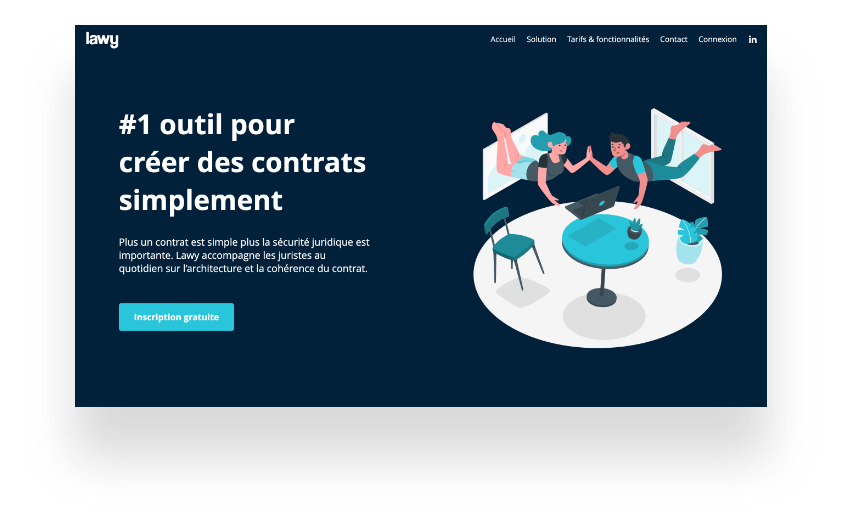 lawy
Accueil Solution Tarifs & fonctionnalités Contact Connexion in
#1 outil pour
créer des contrats
simplement
Plus un contrat est simple plus la sécurité juridique est
importante. Lawy accompagne les juristes au
quotidien sur l'architecture et la cohérence du contrat.
Inscription gratuite